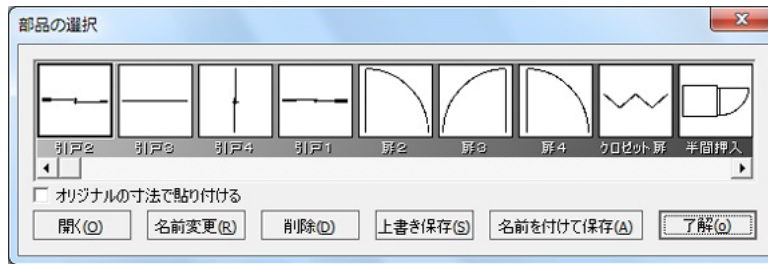 部品の選択
引戸2 引戸3 引戸4 引戸1 扉2 扉3 扉4 クロゼット扉 半間押入
オリジナルの寸法で貼り付ける
開く(O) 名前変更(R) 削除(D) 上書き保存(S) 名前を付けて保存(A) 了解(o)